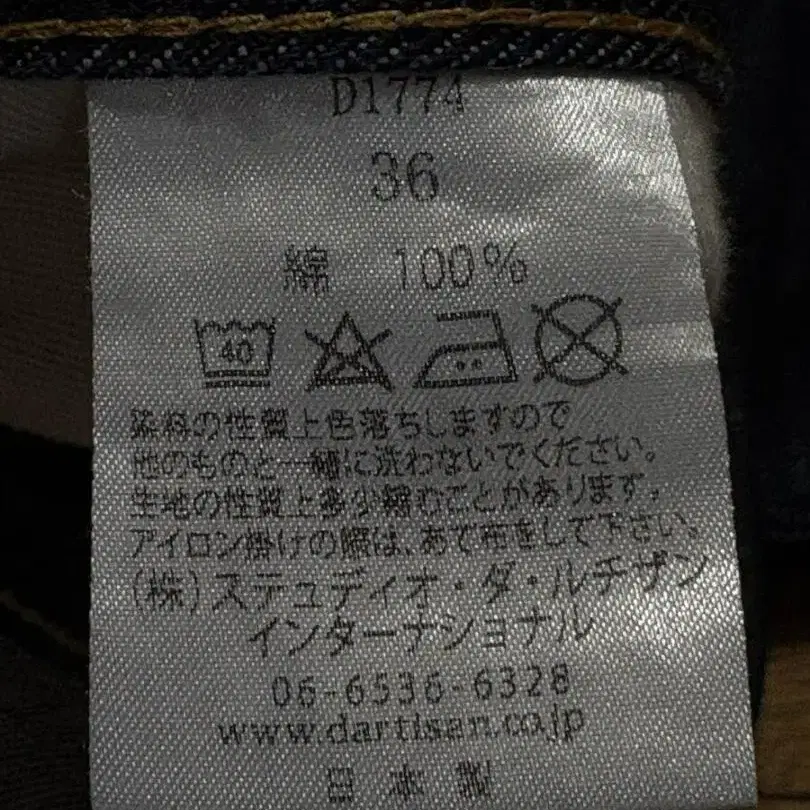 D1774
36
綿 100%
40
染料の性質上色落ちしますので
他のものと一緒に洗わないでください。
生地の性質上多少縮むことがあります。
アイロン掛けの際は、あて布をして下さい。
(株)ステュディオ・ダ・ルチザン
インターナショナル
06-6536-6328
www.dartisan.co.jp
日本製